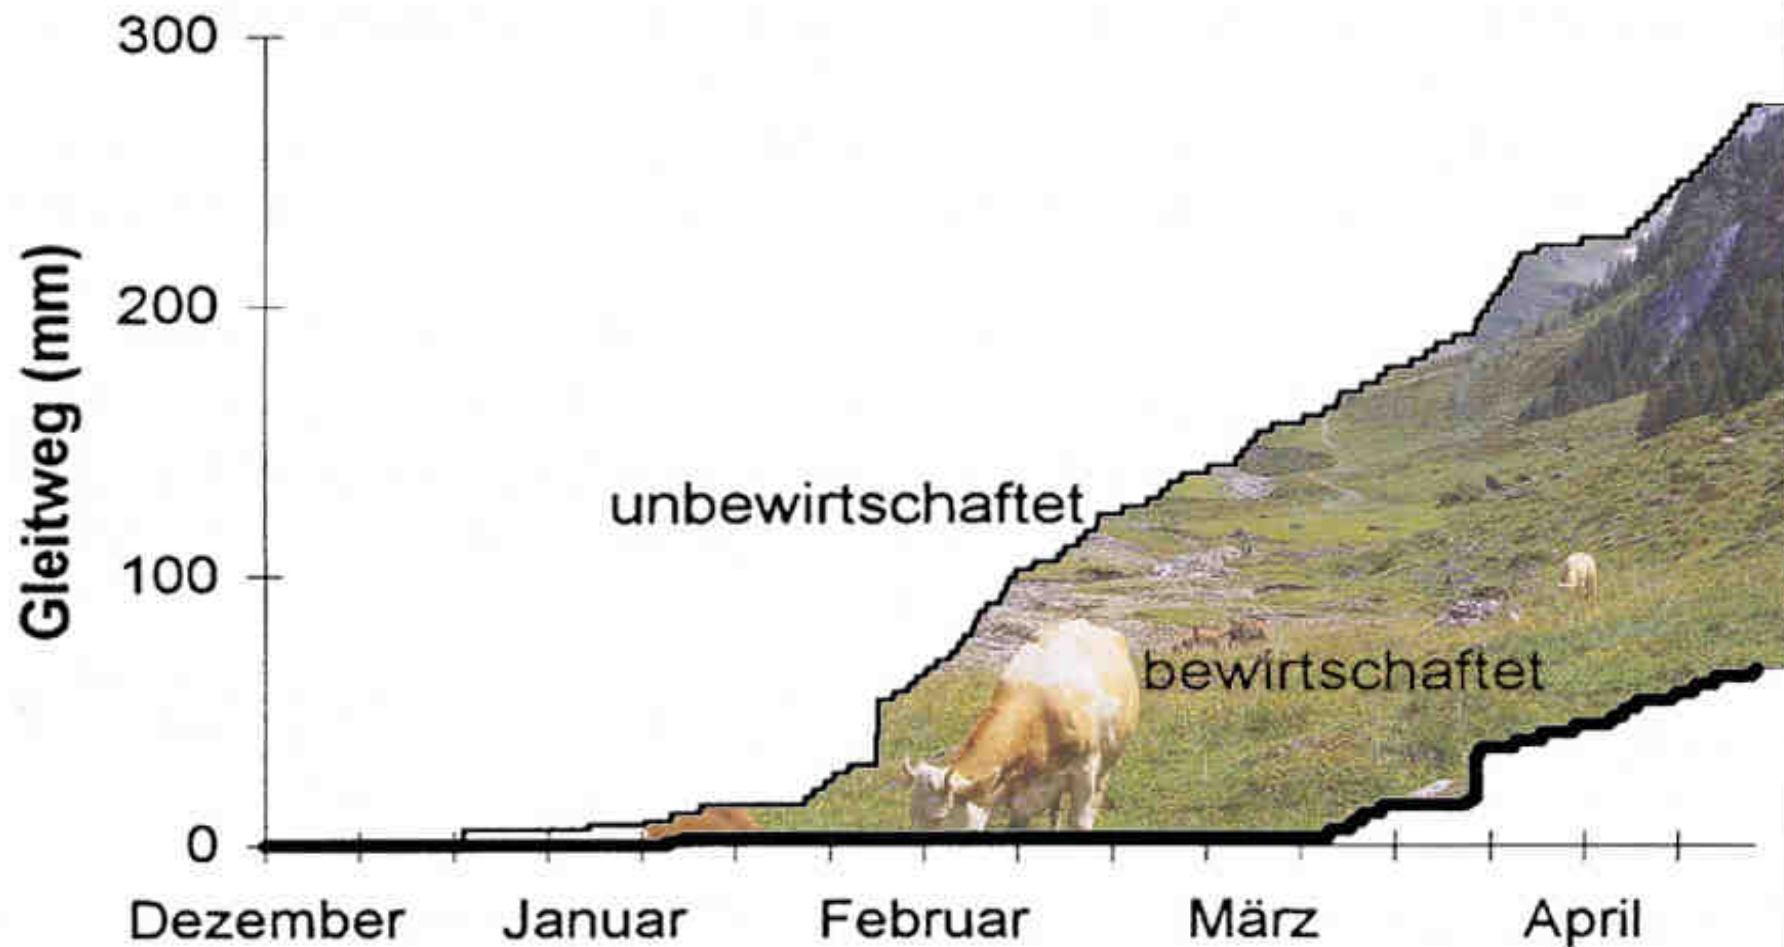 300
200
100
0
Gleitweg (mm)
unbewirtschaftet
bewirtschaftet
Dezember Januar Februar März April